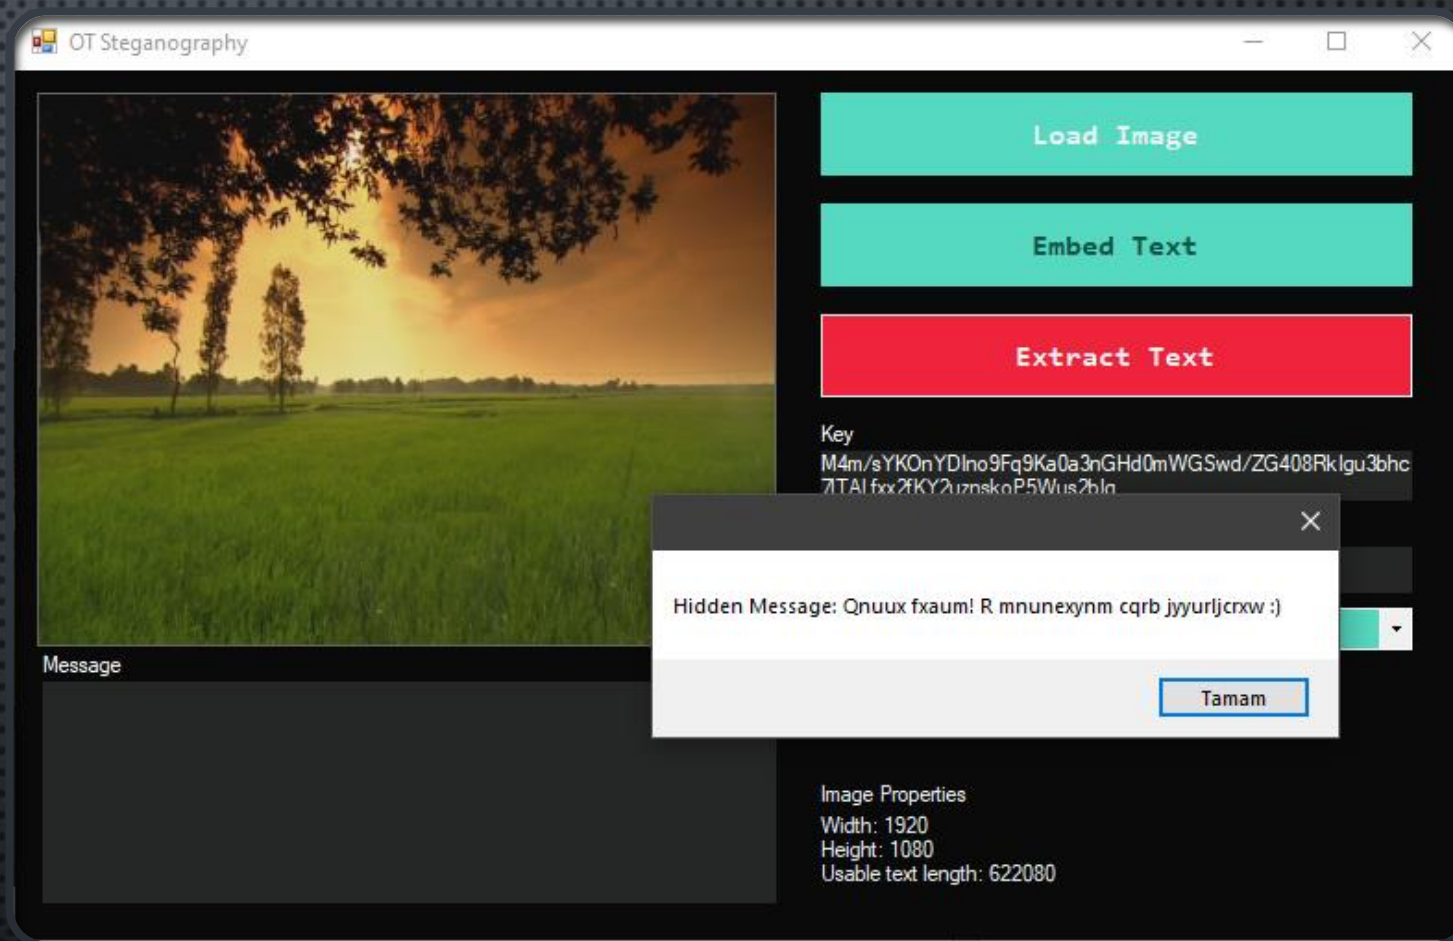 OT Steganography
Load Image
Embed Text
Extract Text
Key
M4m/sYKOnYDIno9Fq9Ka0a3nGHd0mWGSwd/ZG408RkIgu3bhc
Hidden Message: Qnuux fxaum! R mnunexynm cqrb jyyurljcrxw :)
Tamam
Message
Image Properties
Width: 1920
Height: 1080
Usable text length: 622080